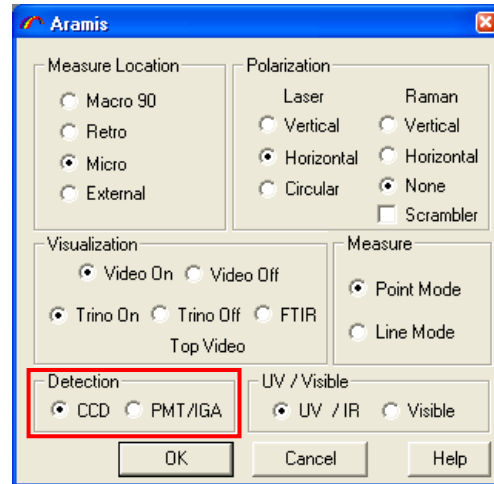 Aramis
Measure Location
Macro 90
Retro
Micro
External
Polarization
Laser Raman
Vertical Vertical
Horizontal Horizontal
Circular None
Scrambler
Visualization
Video On Video Off
Trino On Trino Off FTIR
Top Video
Measure
Point Mode
Line Mode
Detection
CCD PMT/IGA
UV / Visible
UV / IR Visible
OK Cancel Help